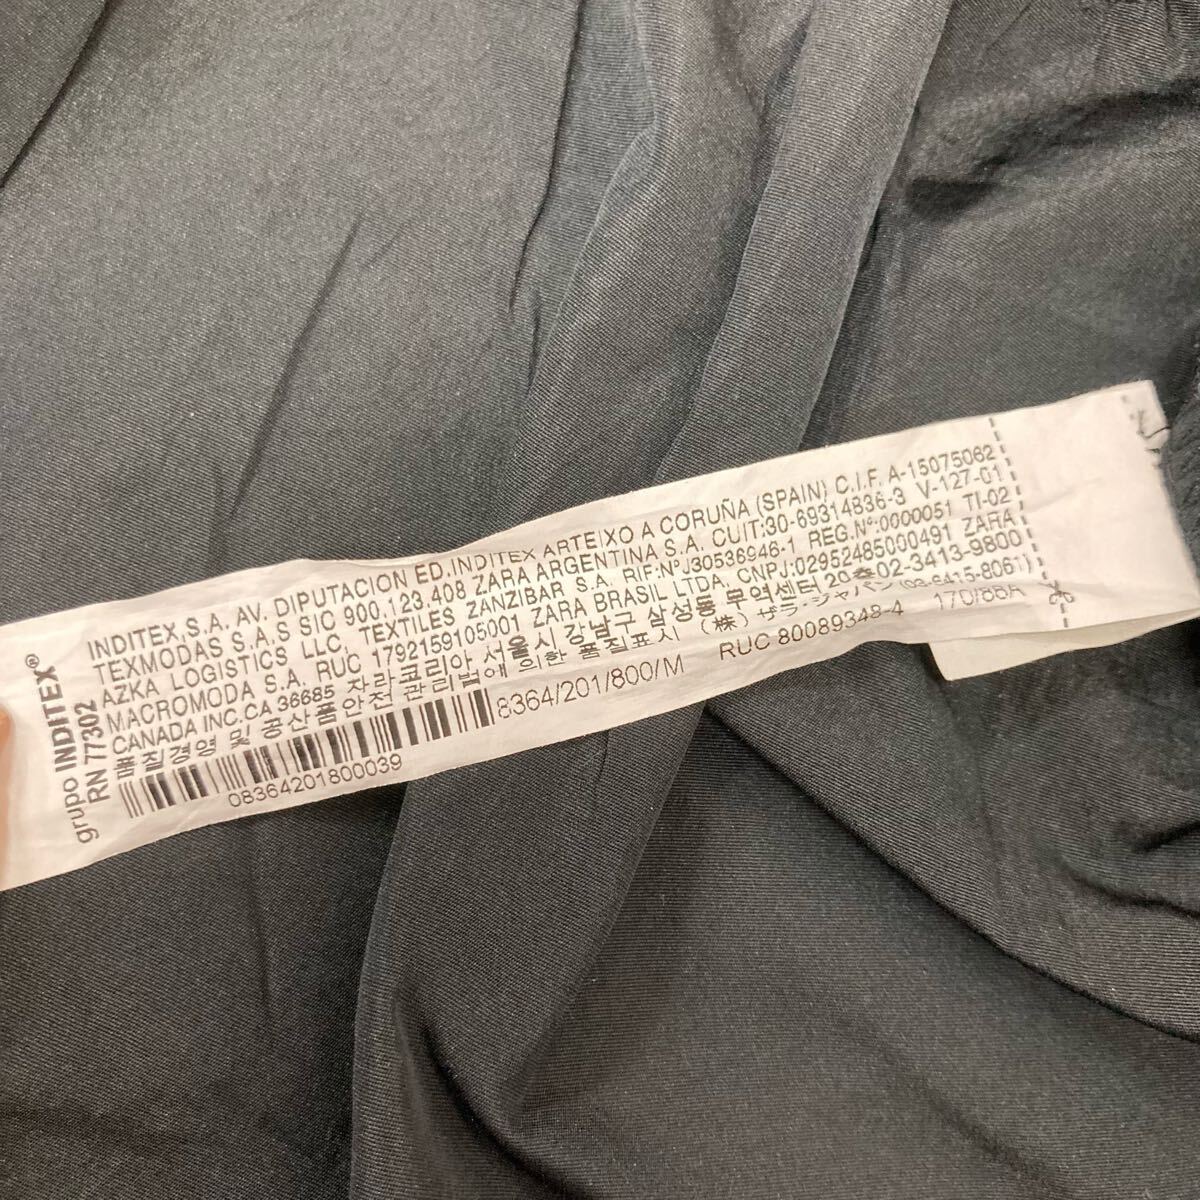 grupo INDITEX®
RN 77302
INDITEX,S.A. AV. DIPUTACION ED.INDITEX ARTEIXO A CORUÑA (SPAIN) C.I.F. A-15075062
TEXMODAS S.A.S SIC 900.123.408 ZARA ARGENTINA S.A. CUIT:30-69314836-3 V-127-01
AZKA LOGISTICS LLC, TEXTILES ZANZIBAR S.A. RIF:NºJ30536946-1 REG.Nº:0000051 TI-02
MACROMODA S.A. RUC 1792159105001 ZARA BRASIL LTDA, CNPJ:02952485000491 ZARA
CANADA INC.CA 36685 자라코리아 서울시 강남구 삼성동 무역센터 20층 02-3413-9800
품질경영 및 공산품안전관리법에 의한 품질표시 (株) ザラ・ジャパン (03-6415-8061)
8364/201/800/M RUC 80089348-4 170/88A
08364201800039